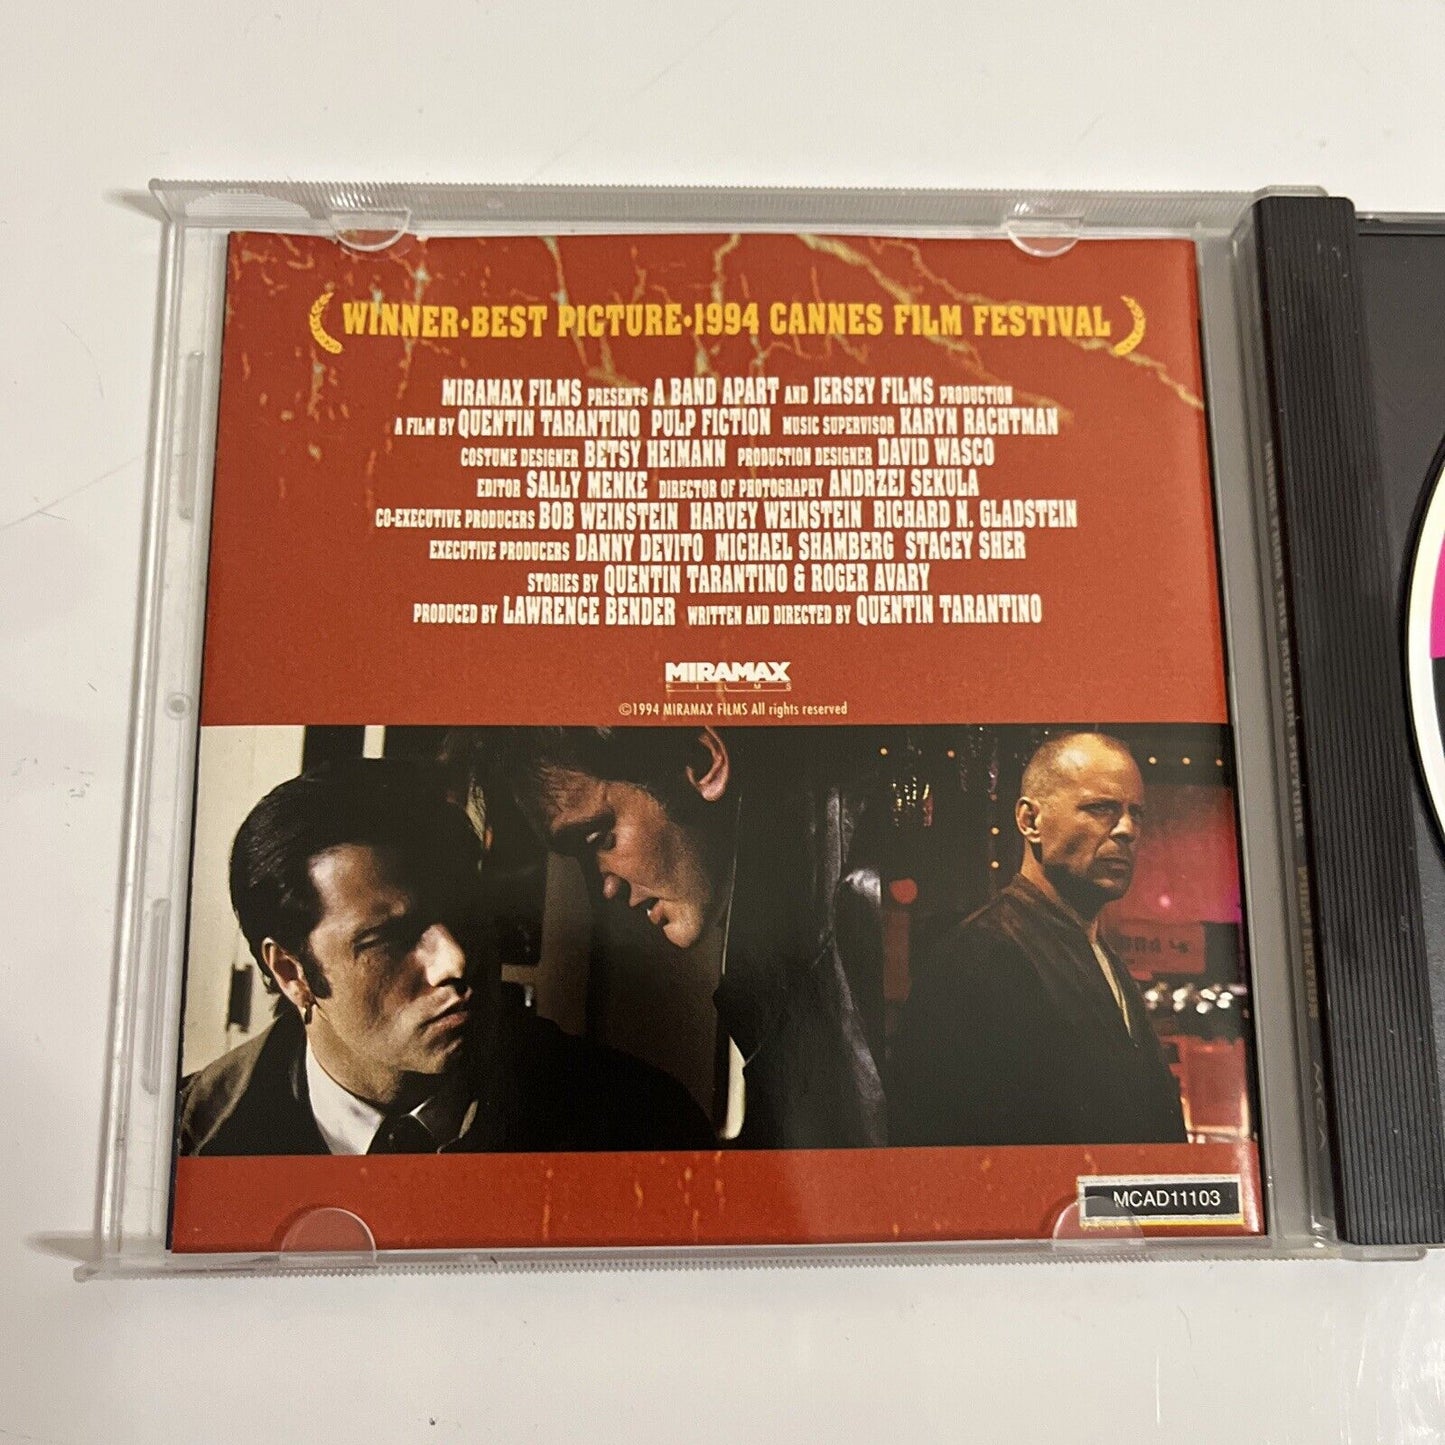 WINNER•BEST PICTURE•1994 CANNES FILM FESTIVAL
MIRAMAX FILMS PRESENTS A BAND APART AND JERSEY FILMS PRODUCTION
A FILM BY QUENTIN TARANTINO PULP FICTION MUSIC SUPERVISOR KARYN RACHTMAN
COSTUME DESIGNER BETSY HEIMANN PRODUCTION DESIGNER DAVID WASCO
EDITOR SALLY MENKE DIRECTOR OF PHOTOGRAPHY ANDRZEJ SEKULA
CO-EXECUTIVE PRODUCERS BOB WEINSTEIN HARVEY WEINSTEIN RICHARD N. GLADSTEIN
EXECUTIVE PRODUCERS DANNY DEVITO MICHAEL SHAMBERG STACEY SHER
STORIES BY QUENTIN TARANTINO & ROGER AVARY
PRODUCED BY LAWRENCE BENDER WRITTEN AND DIRECTED BY QUENTIN TARANTINO
MIRAMAX
FILMS
©1994 MIRAMAX FILMS All rights reserved
MCAD11103